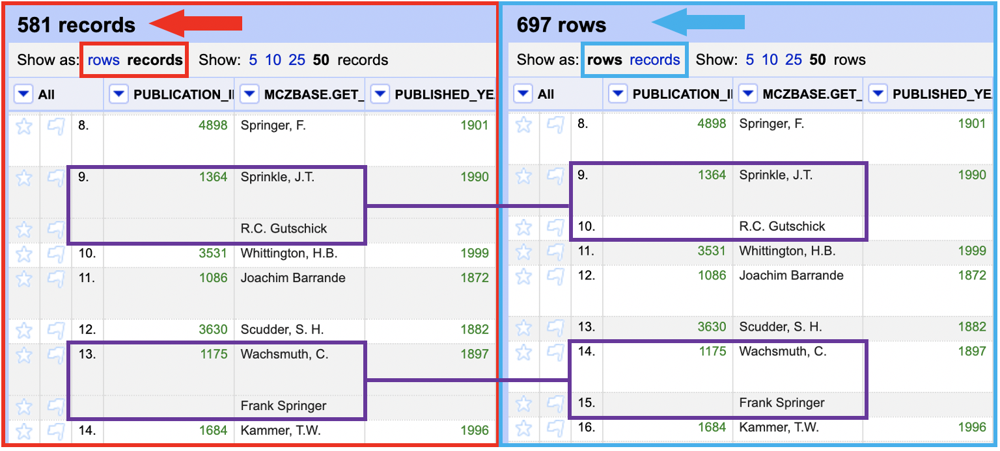 581 records
Show as: rows records Show: 5 10 25 50 records
All PUBLICATION_I MCZBASE.GET_ PUBLISHED_YE
8. 4898 Springer, F. 1901
9. 1364 Sprinkle, J.T. 1990
R.C. Gutschick
10. 3531 Whittington, H.B. 1999
11. 1086 Joachim Barrande 1872
12. 3630 Scudder, S. H. 1882
13. 1175 Wachsmuth, C. 1897
Frank Springer
14. 1684 Kammer, T.W. 1996
697 rows
Show as: rows records Show: 5 10 25 50 rows
All PUBLICATION_I MCZBASE.GET_ PUBLISHED_YE
8. 4898 Springer, F. 1901
9. 1364 Sprinkle, J.T. 1990
10. R.C. Gutschick
11. 3531 Whittington, H.B. 1999
12. 1086 Joachim Barrande 1872
13. 3630 Scudder, S. H. 1882
14. 1175 Wachsmuth, C. 1897
15. Frank Springer
16. 1684 Kammer, T.W. 1996